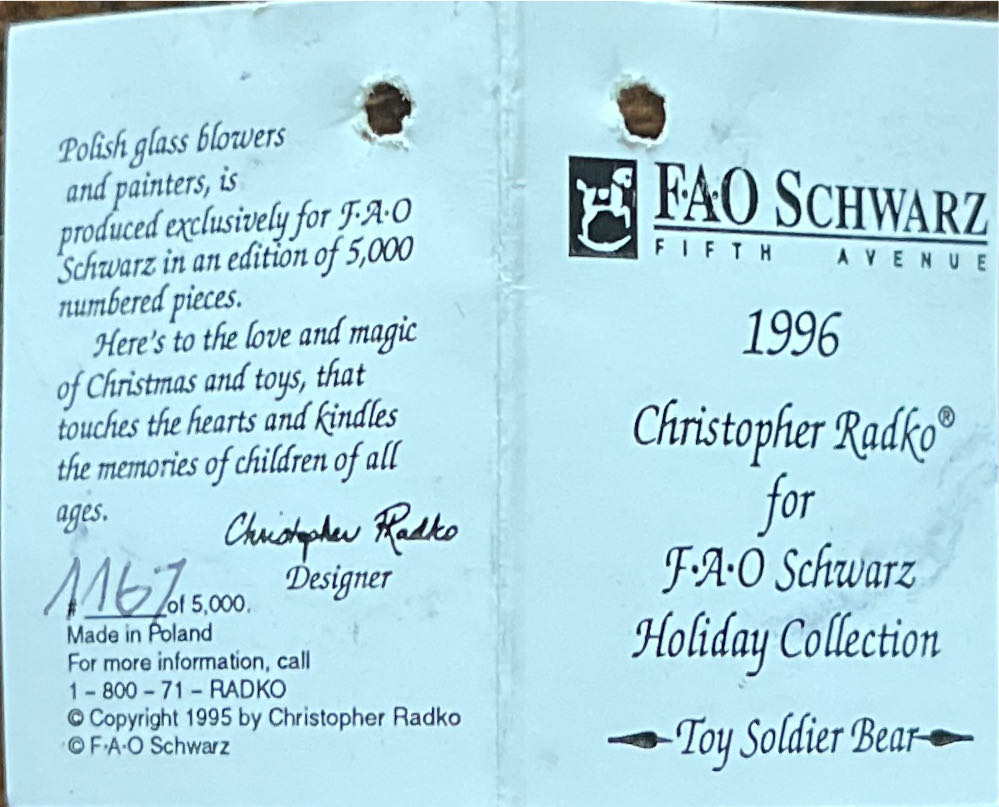 Polish glass blowers
and painters, is
produced exclusively for F·A·O
Schwarz in an edition of 5,000
numbered pieces.
Here's to the love and magic
of Christmas and toys, that
touches the hearts and kindles
the memories of children of all
ages.
Christopher Radko
Designer
# 1167 of 5,000.
Made in Poland
For more information, call
1 – 800 – 71 – RADKO
© Copyright 1995 by Christopher Radko
© F·A·O Schwarz
F·A·O SCHWARZ
FIFTH AVENUE
1996
Christopher Radko®
for
F·A·O Schwarz
Holiday Collection
Toy Soldier Bear